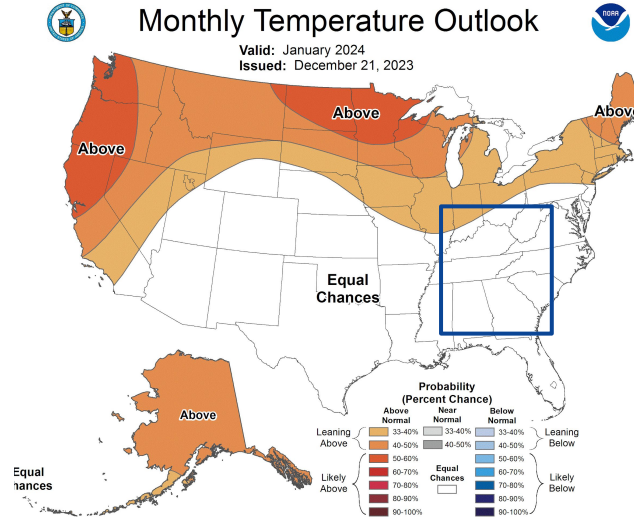 Monthly Temperature Outlook
NOAA
Valid: January 2024
Issued: December 21, 2023
Above
Above
Above
Equal
Chances
Above
Equal
hances
Probability
(Percent Chance)
Above
Normal
Near
Normal
Below
Normal
Leaning
Above
33-40%
33-40%
33-40%
Leaning
Below
40-50%
40-50%
40-50%
Likely
Above
50-60%
Equal
Chances
50-60%
Likely
Below
60-70%
60-70%
70-80%
70-80%
80-90%
80-90%
90-100%
90-100%